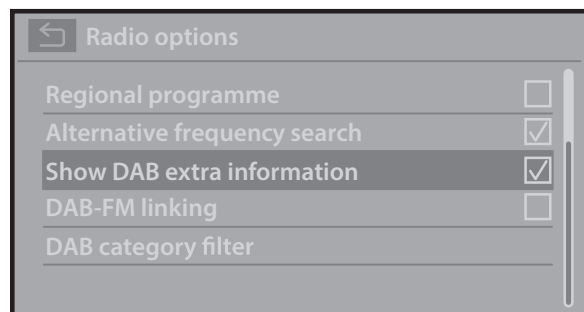 Radio options
Regional programme
Alternative frequency search
Show DAB extra information
DAB-FM linking
DAB category filter